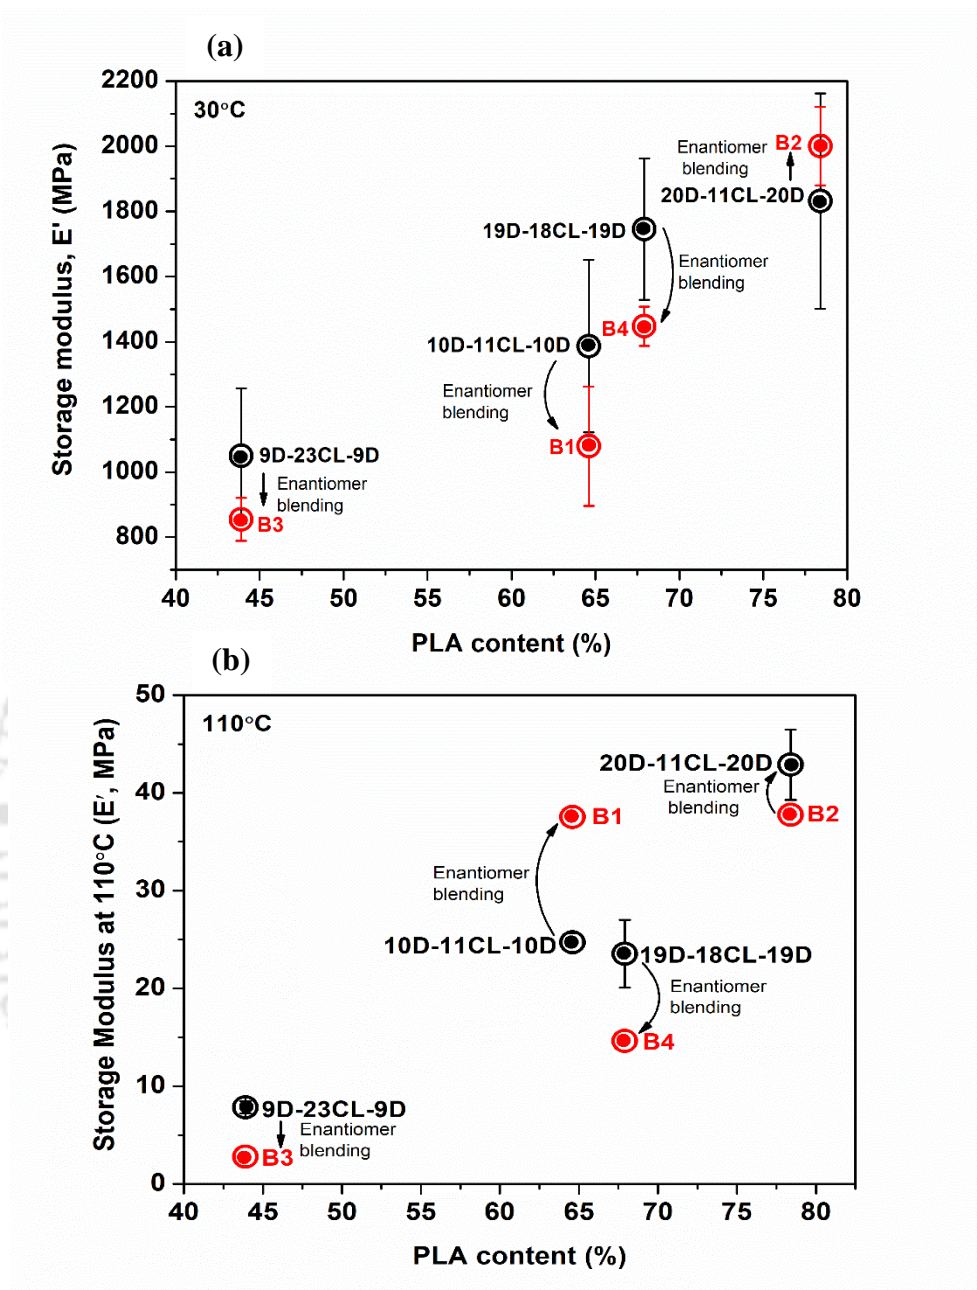 (a)
2200
2000
1800
1600
1400
1200
1000
800
Storage modulus, E' (MPa)
30°C
Enantiomer
blending
B2
20D-11CL-20D
19D-18CL-19D
Enantiomer
blending
B4
10D-11CL-10D
Enantiomer
blending
B1
9D-23CL-9D
Enantiomer
blending
B3
40 45 50 55 60 65 70 75 80
PLA content (%)
(b)
50
40
30
20
10
0
Storage Modulus at 110°C (E′, MPa)
110°C
20D-11CL-20D
Enantiomer
blending
B2
B1
Enantiomer
blending
10D-11CL-10D
19D-18CL-19D
Enantiomer
blending
B4
9D-23CL-9D
Enantiomer
blending
B3
40 45 50 55 60 65 70 75 80
PLA content (%)